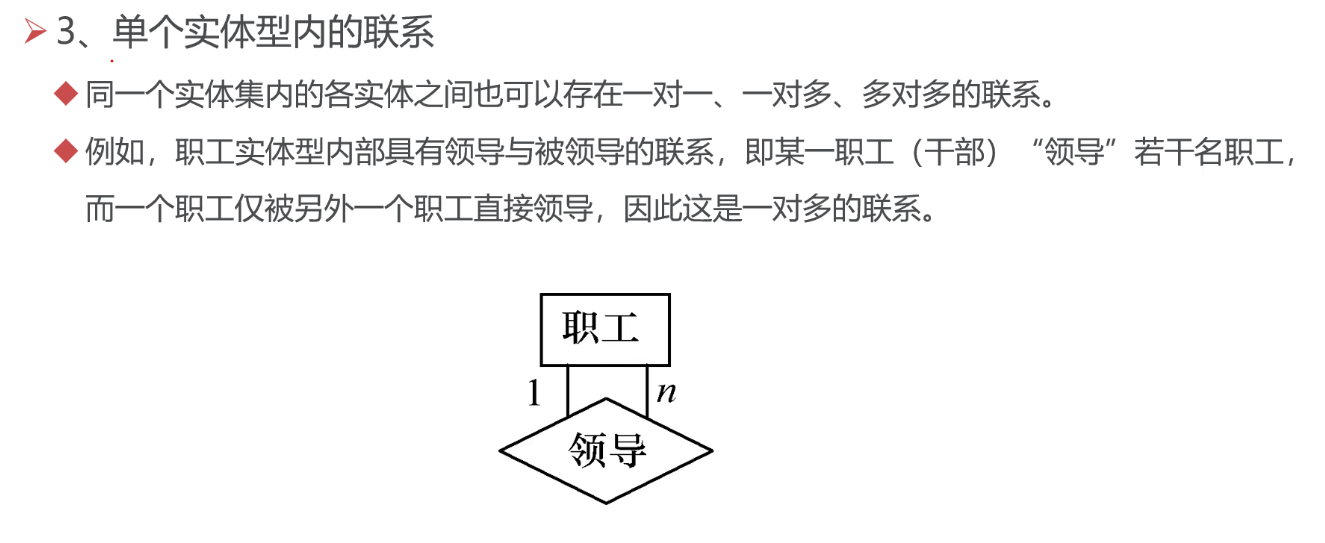 3、单个实体型内的联系
同一个实体集内的各实体之间也可以存在一对一、一对多、多对多的联系。
例如，职工实体型内部具有领导与被领导的联系，即某一职工（干部）“领导”若干名职工，
而一个职工仅被另外一个职工直接领导，因此这是一对多的联系。
职工
1 n
领导